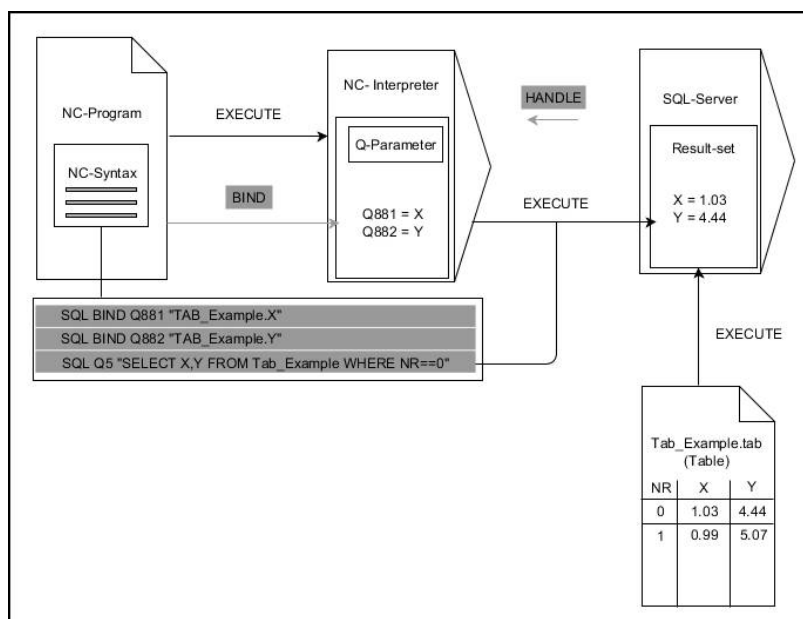 NC-Program
NC-Syntax
EXECUTE
BIND
NC- Interpreter
Q-Parameter
Q881 = X
Q882 = Y
HANDLE
EXECUTE
SQL-Server
Result-set
X = 1.03
Y = 4.44
SQL BIND Q881 "TAB_Example.X"
SQL BIND Q882 "TAB_Example.Y"
SQL Q5 "SELECT X,Y FROM Tab_Example WHERE NR==0"
EXECUTE
Tab_Example.tab
(Table)
NR X Y
0 1.03 4.44
1 0.99 5.07